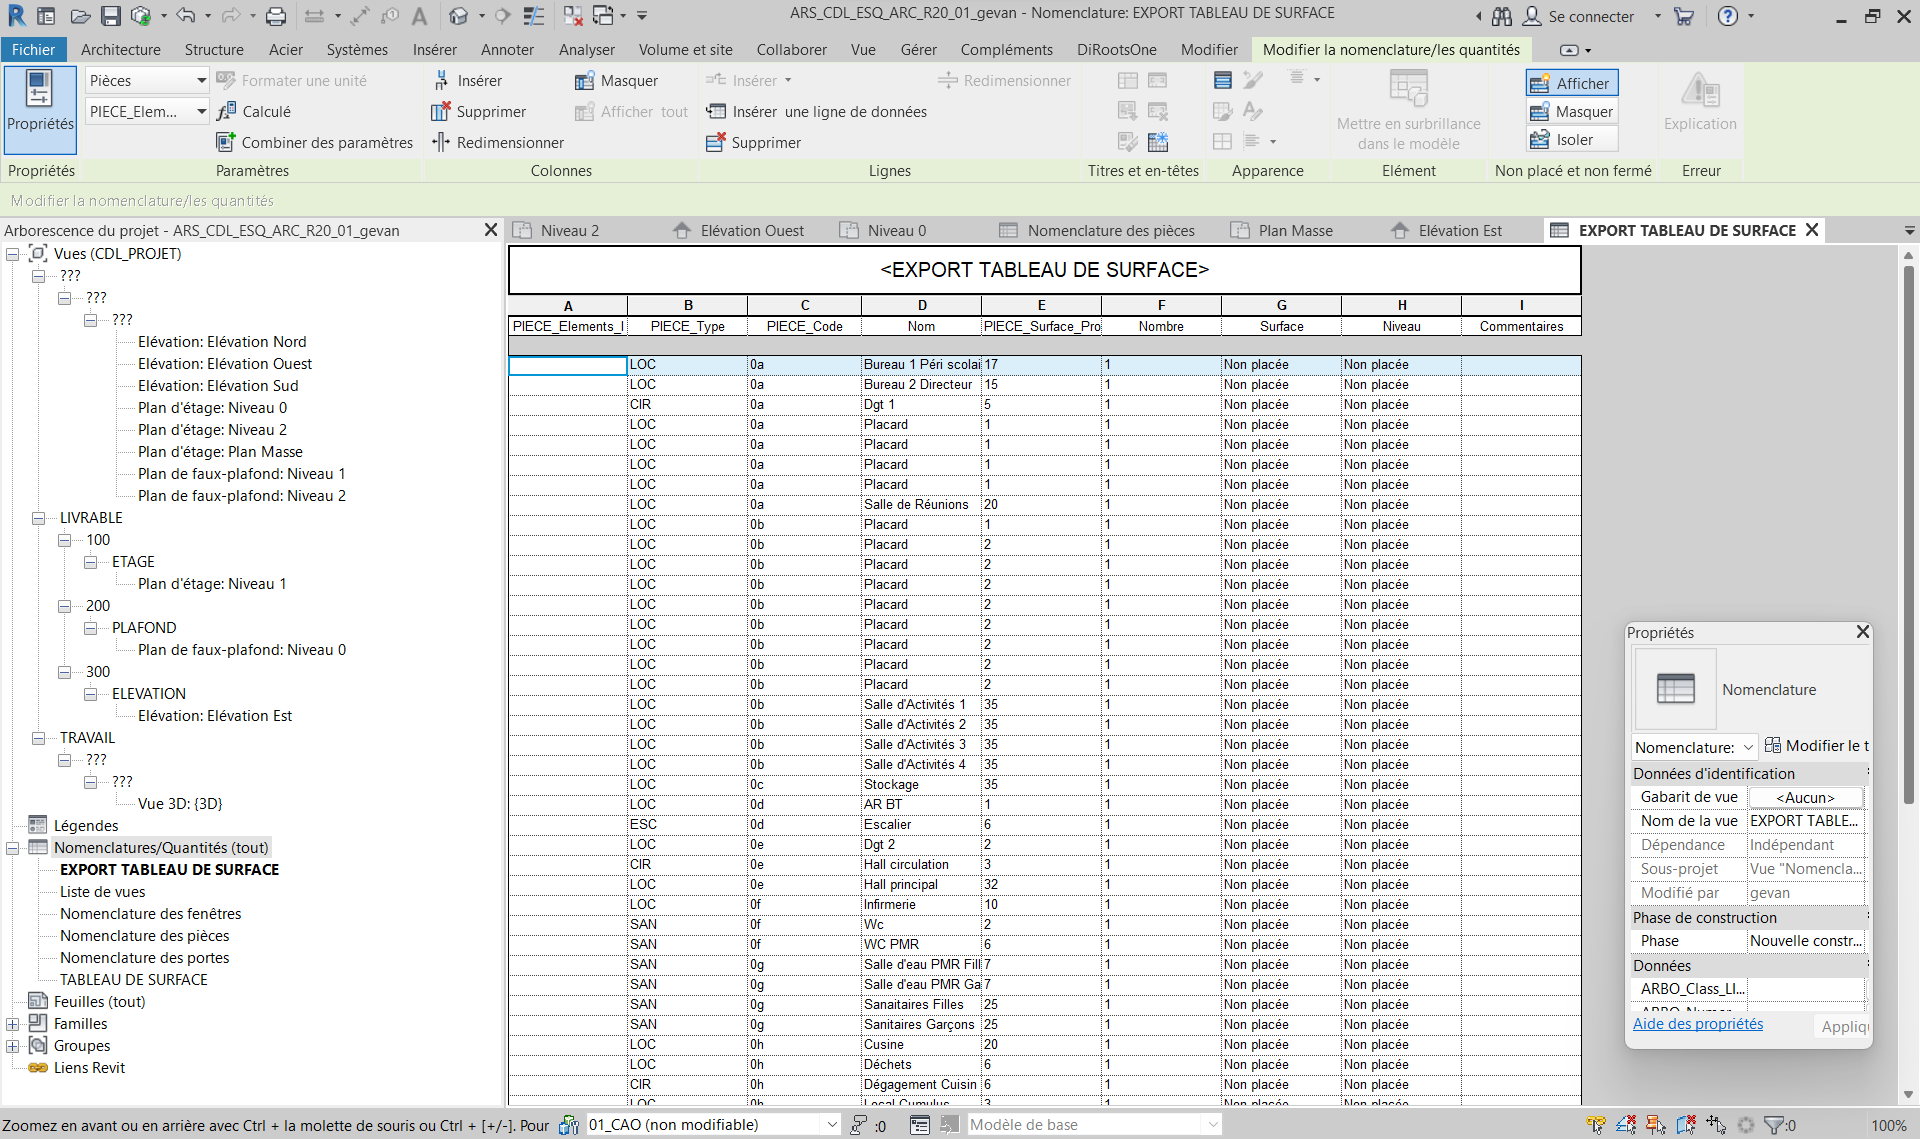 ARS_CDL_ESQ_ARC_R20_01_gevan - Nomenclature: EXPORT TABLEAU DE SURFACE
Se connecter
Fichier Architecture Structure Acier Systèmes Insérer Annoter Analyser Volume et site Collaborer Vue Gérer Compléments DiRootsOne Modifier Modifier la nomenclature/les quantités
Pièces Formater une unité Insérer Masquer Insérer Redimensionner Afficher
PIECE_Elem... Calculé Supprimer Afficher tout Insérer une ligne de données Masquer
Propriétés Mettre en surbrillance dans le modèle Explication
Combiner des paramètres Redimensionner Supprimer Isoler
Propriétés Paramètres Colonnes Lignes Titres et en-têtes Apparence Elément Non placé et non fermé Erreur
Modifier la nomenclature/les quantités
Arborescence du projet - ARS_CDL_ESQ_ARC_R20_01_gevan
Vues (CDL_PROJET)
???
???
???
Elévation: Elévation Nord
Elévation: Elévation Ouest
Elévation: Elévation Sud
Plan d'étage: Niveau 0
Plan d'étage: Niveau 2
Plan d'étage: Plan Masse
Plan de faux-plafond: Niveau 1
Plan de faux-plafond: Niveau 2
LIVRABLE
100
ETAGE
Plan d'étage: Niveau 1
200
PLAFOND
Plan de faux-plafond: Niveau 0
300
ELEVATION
Elévation: Elévation Est
TRAVAIL
???
???
Vue 3D: {3D}
Légendes
Nomenclatures/Quantités (tout)
EXPORT TABLEAU DE SURFACE
Liste de vues
Nomenclature des fenêtres
Nomenclature des pièces
Nomenclature des portes
TABLEAU DE SURFACE
Feuilles (tout)
Familles
Groupes
Liens Revit
Niveau 2 Elévation Ouest Niveau 0 Nomenclature des pièces Plan Masse Elévation Est EXPORT TABLEAU DE SURFACE
<EXPORT TABLEAU DE SURFACE>
A B C D E F G H I
PIECE_Elements_I PIECE_Type PIECE_Code Nom PIECE_Surface_Pro Nombre Surface Niveau Commentaires
LOC 0a Bureau 1 Péri scolai 17 1 Non placée Non placée
LOC 0a Bureau 2 Directeur 15 1 Non placée Non placée
CIR 0a Dgt 1 5 1 Non placée Non placée
LOC 0a Placard 1 1 Non placée Non placée
LOC 0a Placard 1 1 Non placée Non placée
LOC 0a Placard 1 1 Non placée Non placée
LOC 0a Placard 1 1 Non placée Non placée
LOC 0a Salle de Réunions 20 1 Non placée Non placée
LOC 0b Placard 1 1 Non placée Non placée
LOC 0b Placard 2 1 Non placée Non placée
LOC 0b Placard 2 1 Non placée Non placée
LOC 0b Placard 2 1 Non placée Non placée
LOC 0b Placard 2 1 Non placée Non placée
LOC 0b Placard 2 1 Non placée Non placée
LOC 0b Placard 2 1 Non placée Non placée
LOC 0b Placard 2 1 Non placée Non placée
LOC 0b Placard 2 1 Non placée Non placée
LOC 0b Salle d'Activités 1 35 1 Non placée Non placée
LOC 0b Salle d'Activités 2 35 1 Non placée Non placée
LOC 0b Salle d'Activités 3 35 1 Non placée Non placée
LOC 0b Salle d'Activités 4 35 1 Non placée Non placée
LOC 0c Stockage 35 1 Non placée Non placée
LOC 0d AR BT 1 1 Non placée Non placée
ESC 0d Escalier 6 1 Non placée Non placée
LOC 0e Dgt 2 2 1 Non placée Non placée
CIR 0e Hall circulation 3 1 Non placée Non placée
LOC 0e Hall principal 32 1 Non placée Non placée
LOC 0f Infirmerie 10 1 Non placée Non placée
SAN 0f Wc 2 1 Non placée Non placée
SAN 0f WC PMR 6 1 Non placée Non placée
SAN 0g Salle d'eau PMR Fill 7 1 Non placée Non placée
SAN 0g Salle d'eau PMR Ga 7 1 Non placée Non placée
SAN 0g Sanaitaires Filles 25 1 Non placée Non placée
SAN 0g Sanitaires Garçons 25 1 Non placée Non placée
LOC 0h Cusine 20 1 Non placée Non placée
LOC 0h Déchets 6 1 Non placée Non placée
CIR 0h Dégagement Cuisin 6 1 Non placée Non placée
LOC 0h Local Cumulus 3 1 Non placée Non placée
Propriétés
Nomenclature
Nomenclature: Modifier le t
Données d'identification
Gabarit de vue <Aucun>
Nom de la vue EXPORT TABLE...
Dépendance Indépendant
Sous-projet Vue "Nomencla...
Modifié par gevan
Phase de construction
Phase Nouvelle constr...
Données
ARBO_Class_LI...
Aide des propriétés Appliq
Zoomez en avant ou en arrière avec Ctrl + la molette de souris ou Ctrl + [+/-]. Pour 01_CAO (non modifiable) :0 Modèle de base :0 100%